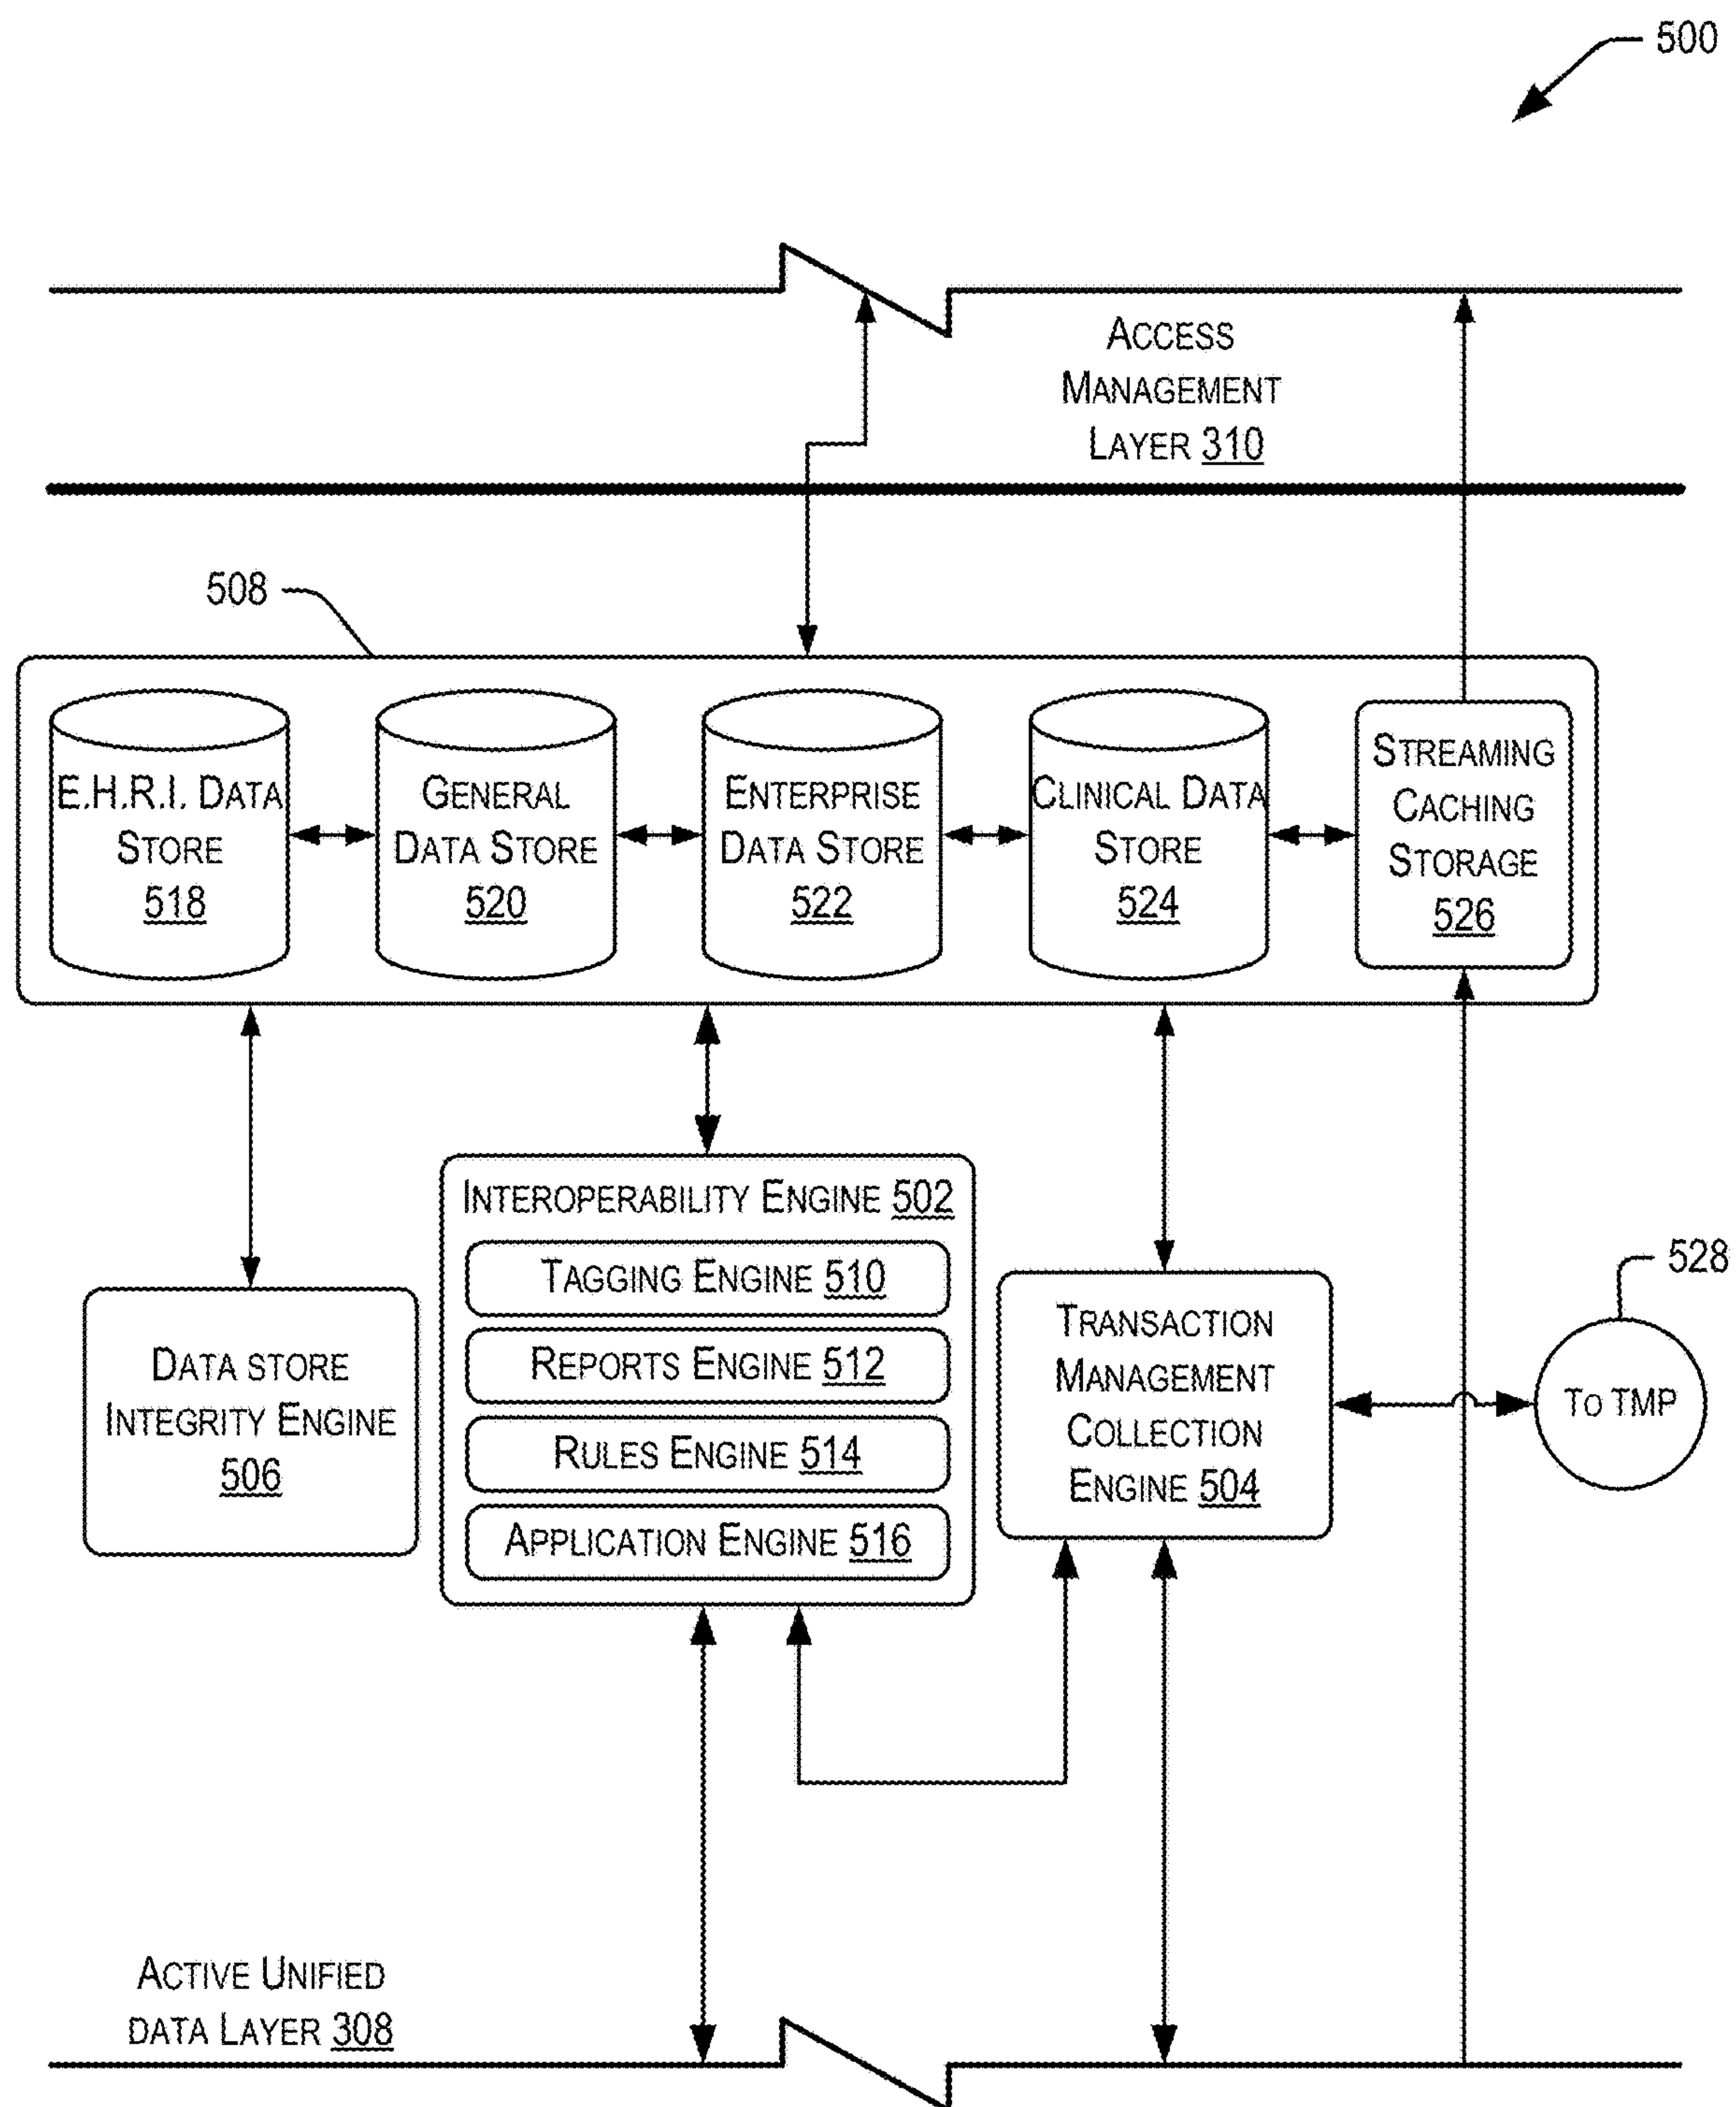 500
ACCESS
MANAGEMENT
LAYER 310
508
E.H.R.I. DATA
STORE
518
GENERAL
DATA STORE
520
ENTERPRISE
DATA STORE
522
CLINICAL DATA
STORE
524
STREAMING
CACHING
STORAGE
526
INTEROPERABILITY ENGINE 502
TAGGING ENGINE 510
REPORTS ENGINE 512
RULES ENGINE 514
APPLICATION ENGINE 516
DATA STORE
INTEGRITY ENGINE
506
TRANSACTION
MANAGEMENT
COLLECTION
ENGINE 504
528
TO TMP
ACTIVE UNIFIED
DATA LAYER 308